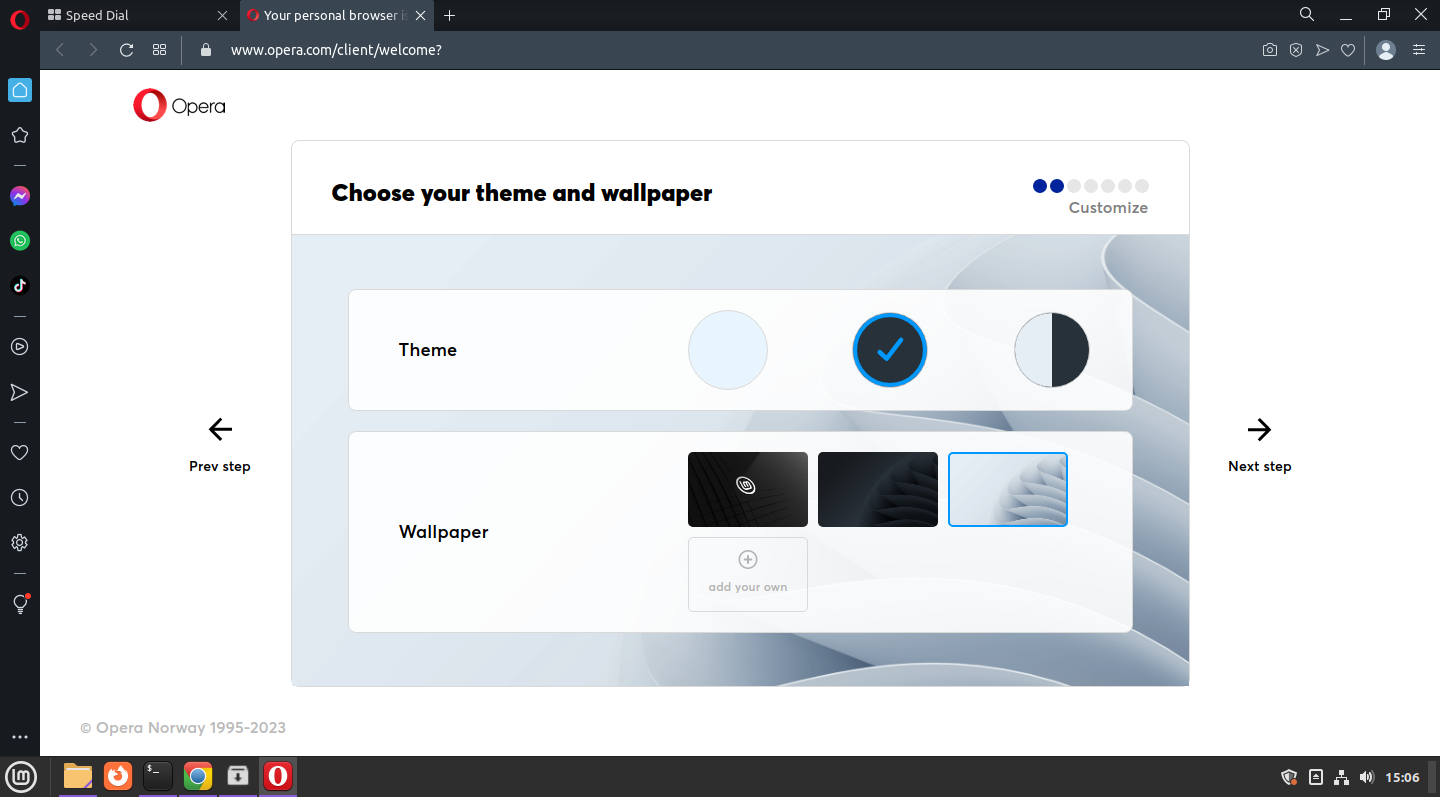 Speed Dial
Your personal browser is
www.opera.com/client/welcome?
Opera
Choose your theme and wallpaper
Customize
Theme
Prev step
Next step
Wallpaper
add your own
© Opera Norway 1995-2023
$_
15:06